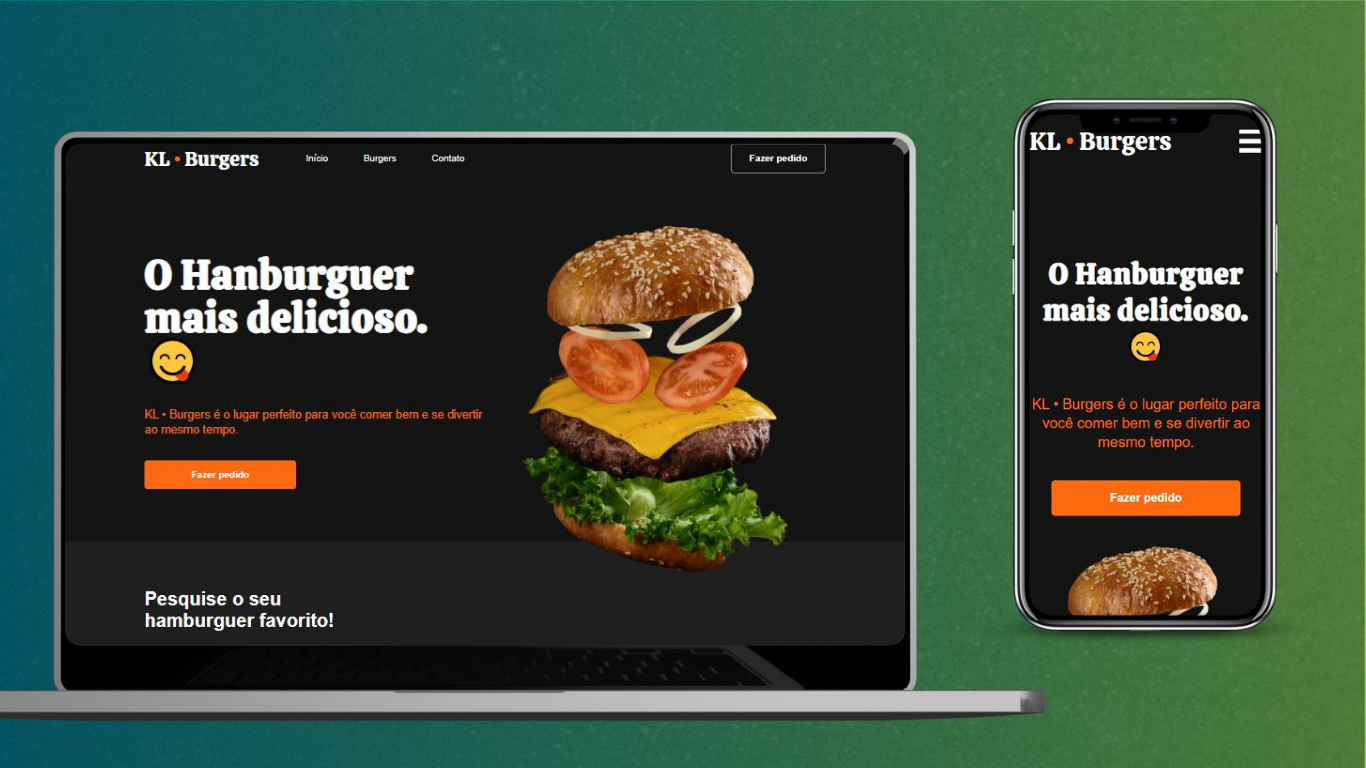 KL • Burgers
Início
Burgers
Contato
Fazer pedido
O Hanburguer
mais delicioso.
KL • Burgers é o lugar perfeito para você comer bem e se divertir
ao mesmo tempo.
Fazer pedido
Pesquise o seu
hamburguer favorito!
KL • Burgers
O Hanburguer
mais delicioso.
KL • Burgers é o lugar perfeito para
você comer bem e se divertir ao
mesmo tempo.
Fazer pedido